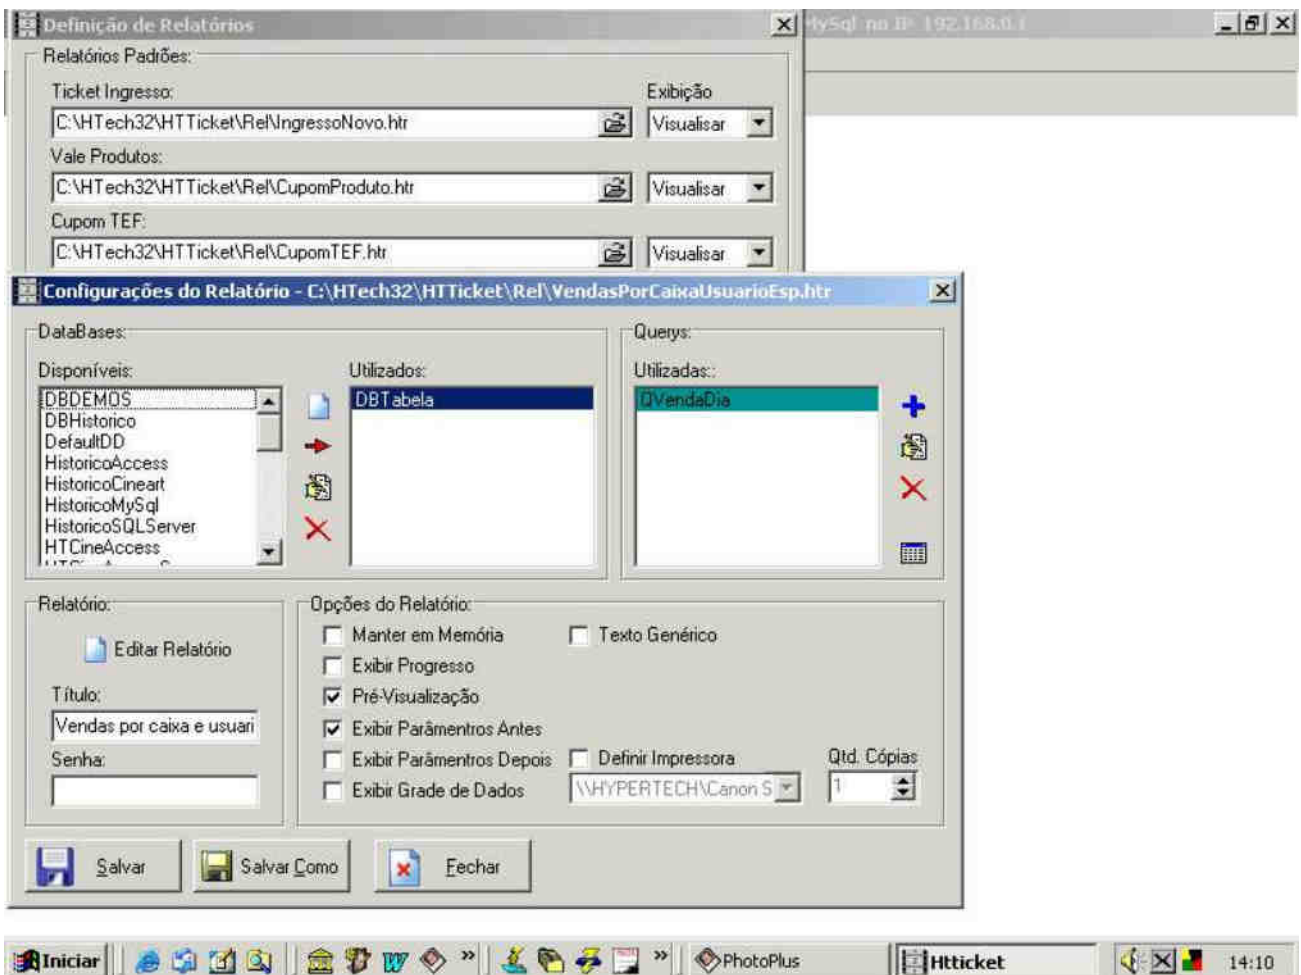 Definição de Relatórios
MySql no IP 192.168.0.1
Relatórios Padrões:
Ticket Ingresso:
Exibição
C:\HTech32\HTTicket\Rel\IngressoNovo.htr
Visualisar
Vale Produtos:
C:\HTech32\HTTicket\Rel\CupomProduto.htr
Visualisar
Cupom TEF:
C:\HTech32\HTTicket\Rel\CupomTEF.htr
Visualisar
Configurações do Relatório - C:\HTech32\HTTicket\Rel\VendasPorCaixaUsuarioEsp.htr
DataBases:
Querys:
Disponíveis:
Utilizados:
Utilizadas::
DBDEMOS
DBTabela
QVendaDia
DBHistorico
DefaultDD
HistoricoAccess
HistoricoCineart
HistoricoMySql
HistoricoSQLServer
HTCineAccess
Relatório:
Opções do Relatório:
Editar Relatório
Título:
Vendas por caixa e usuari
Senha:
Manter em Memória
Texto Genérico
Exibir Progresso
Pré-Visualização
Exibir Parâmentros Antes
Exibir Parâmentros Depois
Definir Impressora
Qtd. Cópias
Exibir Grade de Dados
\\HYPERTECH\Canon S
1
Salvar
Salvar Como
Fechar
Iniciar
»
»
PhotoPlus
Htticket
14:10